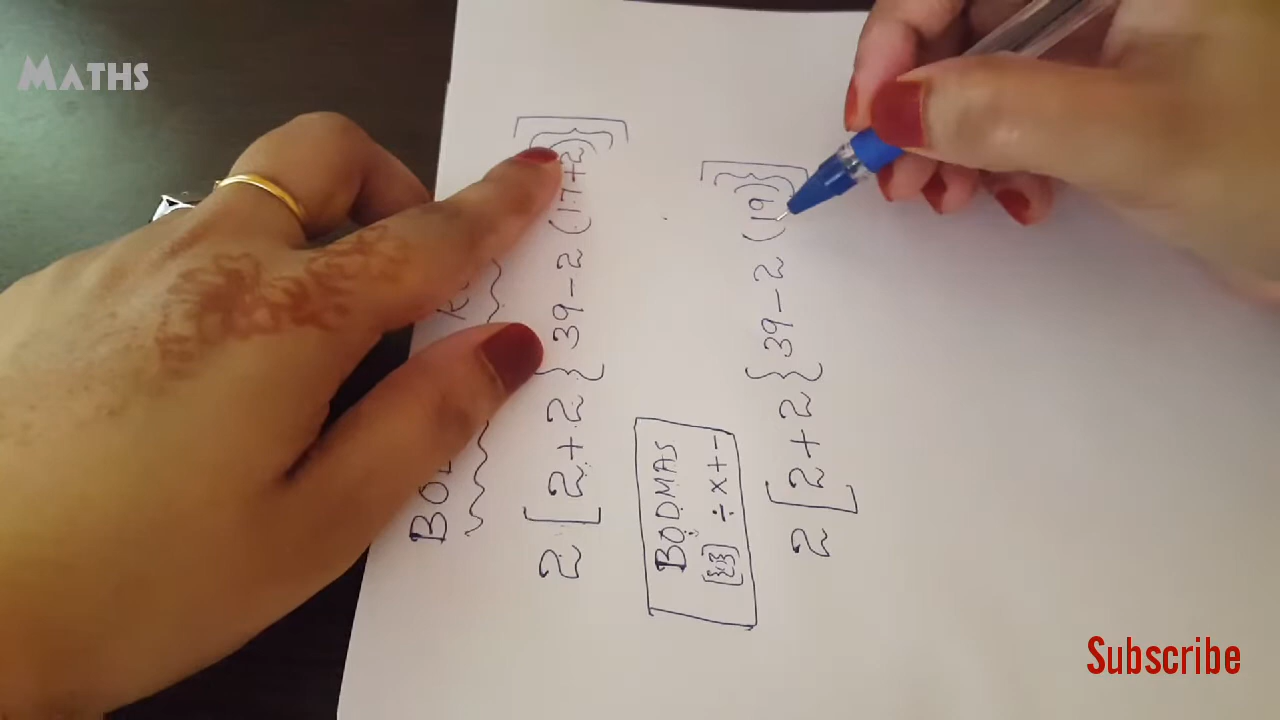 MATHS
2[2+2{39-2(17+2)}]
BODMAS
[{()}] ÷ x + -
2[2+2{39-2(19)}]
Subscribe